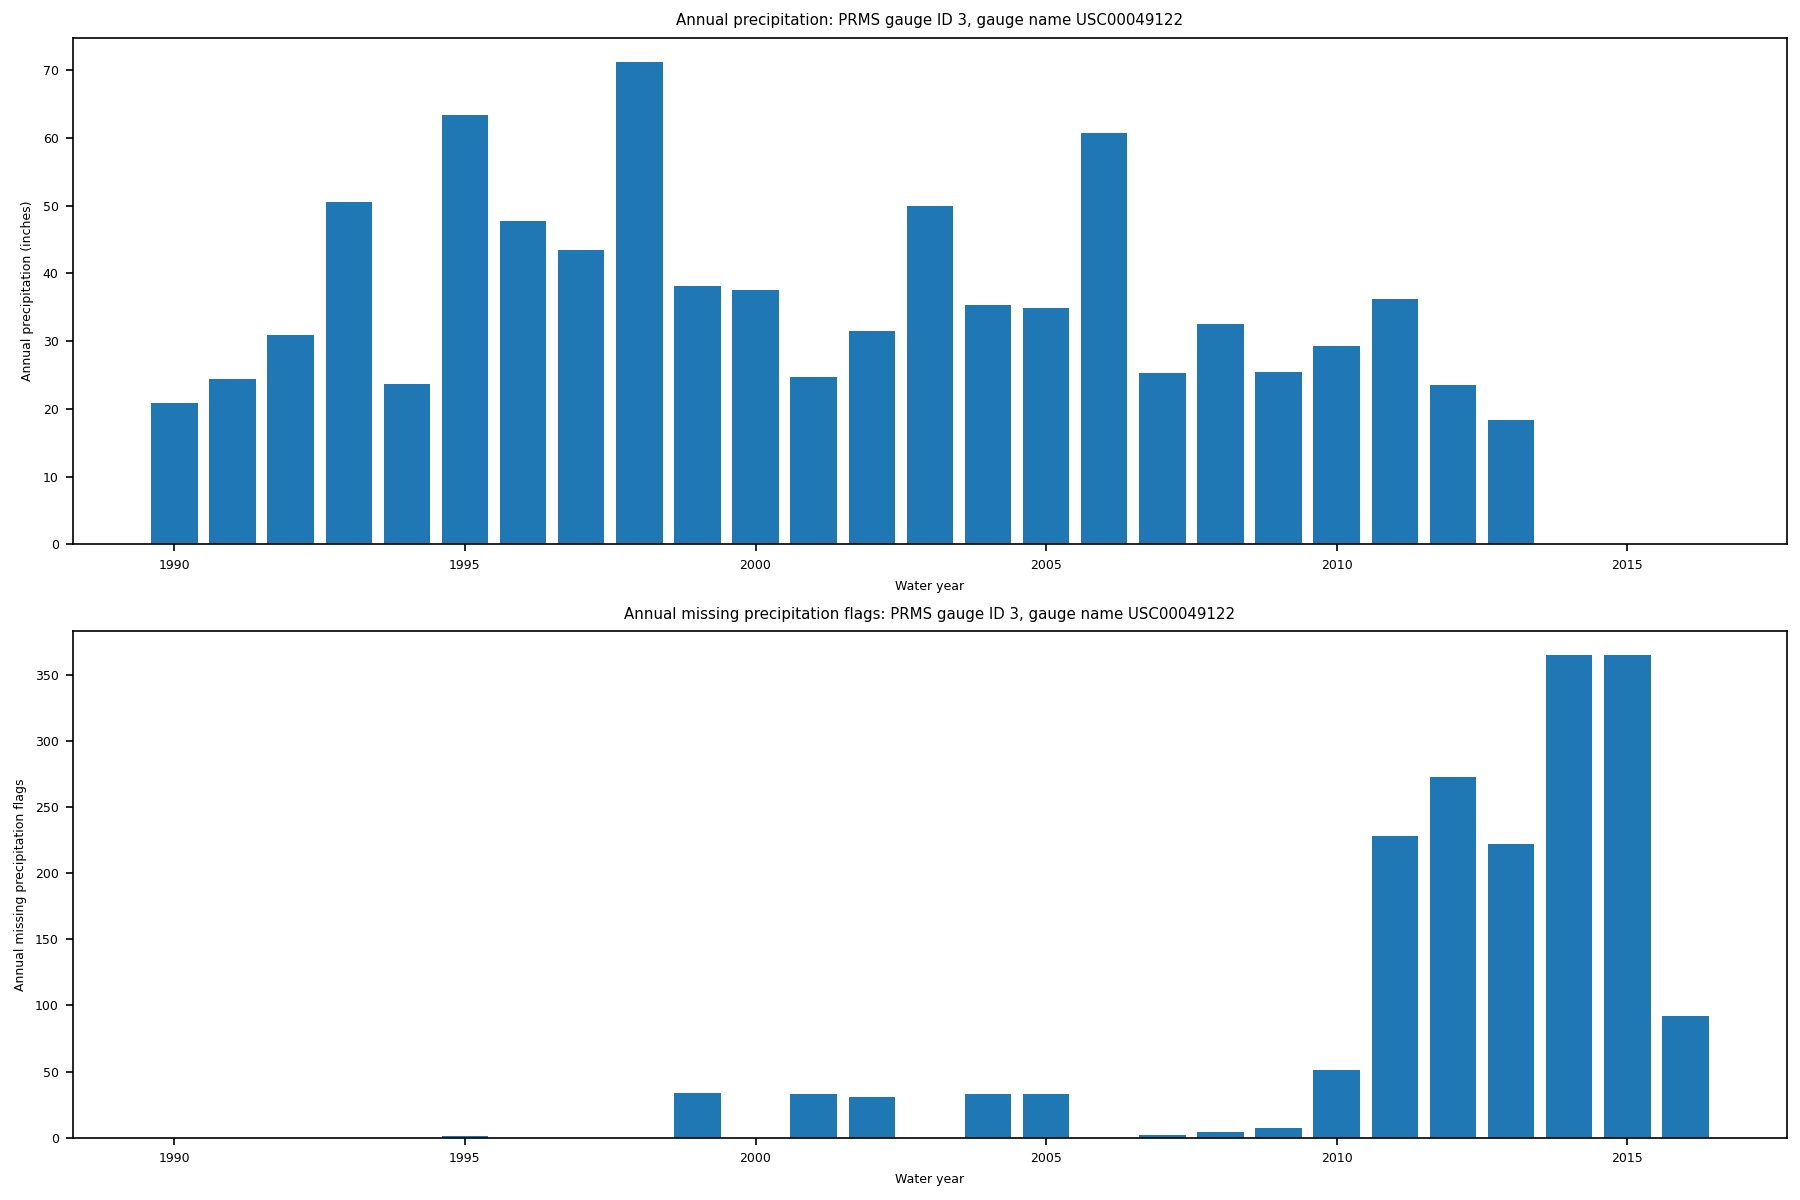 Annual precipitation: PRMS gauge ID 3, gauge name USC00049122
Annual precipitation (inches)
70
60
50
40
30
20
10
0
1990 1995 2000 2005 2010 2015
Water year
Annual missing precipitation flags: PRMS gauge ID 3, gauge name USC00049122
Annual missing precipitation flags
350
300
250
200
150
100
50
0
1990 1995 2000 2005 2010 2015
Water year